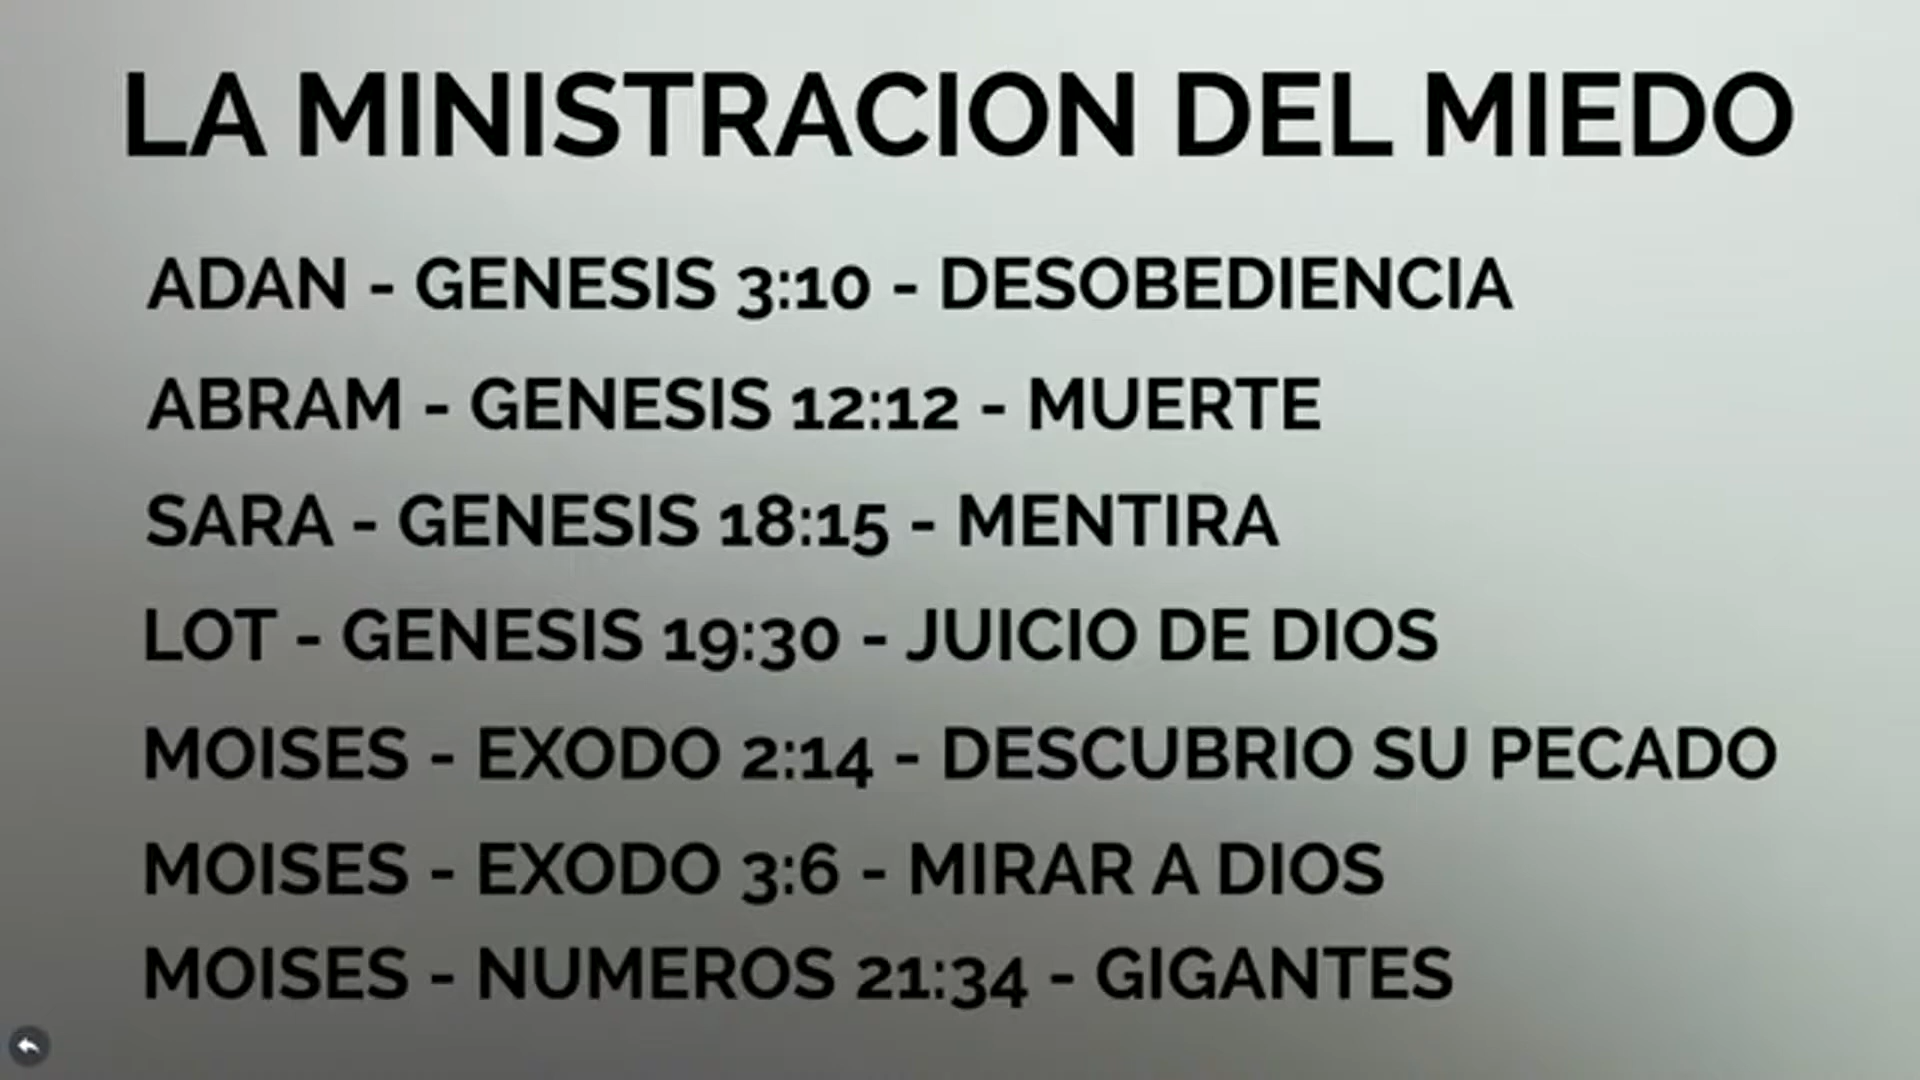 LA MINISTRACION DEL MIEDO
ADAN - GENESIS 3:10 - DESOBEDIENCIA
ABRAM - GENESIS 12:12 - MUERTE
SARA - GENESIS 18:15 - MENTIRA
LOT - GENESIS 19:30 - JUICIO DE DIOS
MOISES - EXODO 2:14 - DESCUBRIO SU PECADO
MOISES - EXODO 3:6 - MIRAR A DIOS
MOISES - NUMEROS 21:34 - GIGANTES